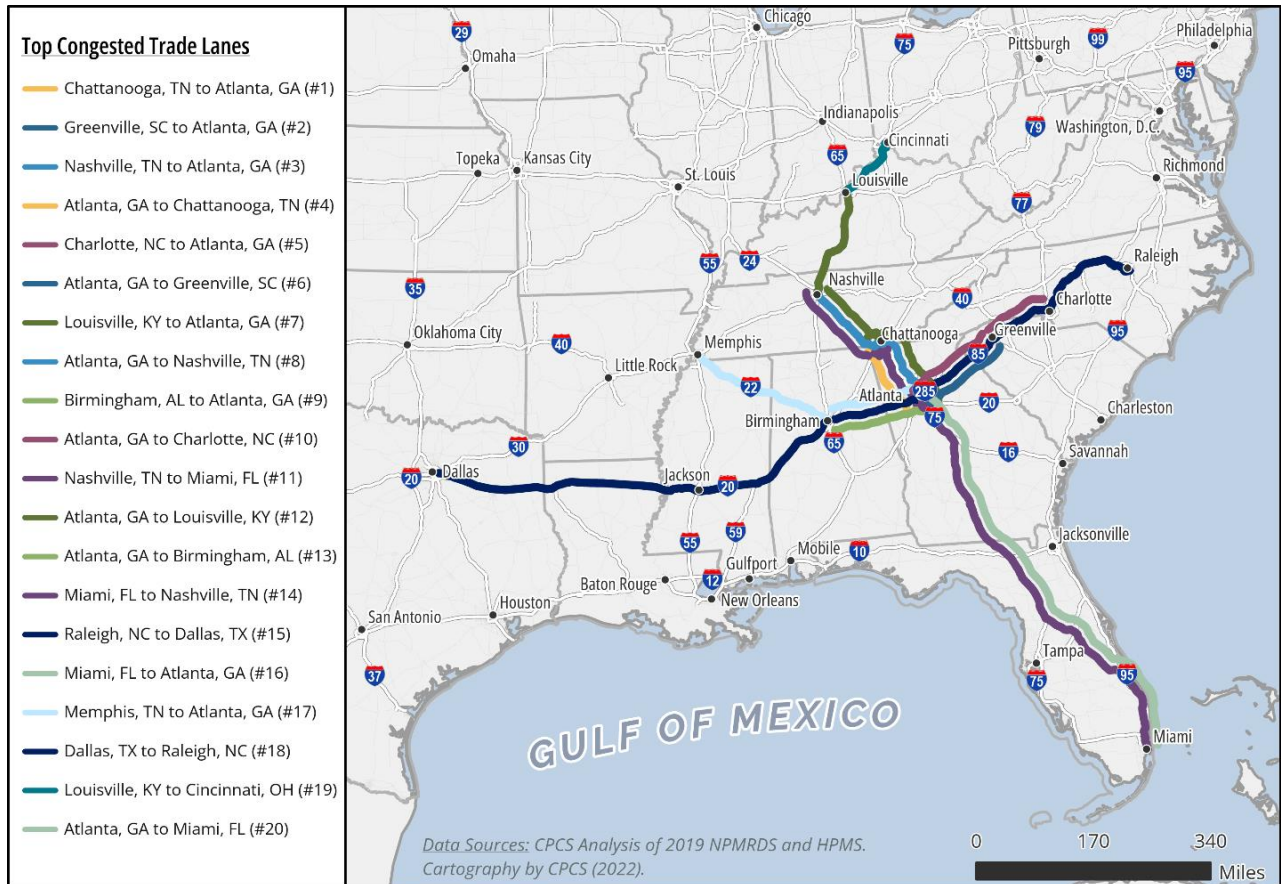 Top Congested Trade Lanes
Chattanooga, TN to Atlanta, GA (#1)
Greenville, SC to Atlanta, GA (#2)
Nashville, TN to Atlanta, GA (#3)
Atlanta, GA to Chattanooga, TN (#4)
Charlotte, NC to Atlanta, GA (#5)
Atlanta, GA to Greenville, SC (#6)
Louisville, KY to Atlanta, GA (#7)
Atlanta, GA to Nashville, TN (#8)
Birmingham, AL to Atlanta, GA (#9)
Atlanta, GA to Charlotte, NC (#10)
Nashville, TN to Miami, FL (#11)
Atlanta, GA to Louisville, KY (#12)
Atlanta, GA to Birmingham, AL (#13)
Miami, FL to Nashville, TN (#14)
Raleigh, NC to Dallas, TX (#15)
Miami, FL to Atlanta, GA (#16)
Memphis, TN to Atlanta, GA (#17)
Dallas, TX to Raleigh, NC (#18)
Louisville, KY to Cincinnati, OH (#19)
Atlanta, GA to Miami, FL (#20)
Chicago
29
75
99
Philadelphia
Omaha
Pittsburgh
95
Indianapolis
Washington, D.C.
79
Cincinnati
65
Topeka
Kansas City
St. Louis
Louisville
Richmond
77
55
24
Raleigh
35
Nashville
40
Charlotte
Oklahoma City
40
Memphis
Chattanooga
Greenville
95
85
Little Rock
22
Atlanta
285
20
75
Charleston
Birmingham
65
30
16
Savannah
20
Dallas
Jackson
20
55
59
Jacksonville
Mobile
10
Gulfport
Baton Rouge
12
New Orleans
San Antonio
Houston
37
Tampa
75
95
Miami
GULF OF MEXICO
Data Sources: CPCS Analysis of 2019 NPMRDS and HPMS.
Cartography by CPCS (2022).
0 170 340
Miles